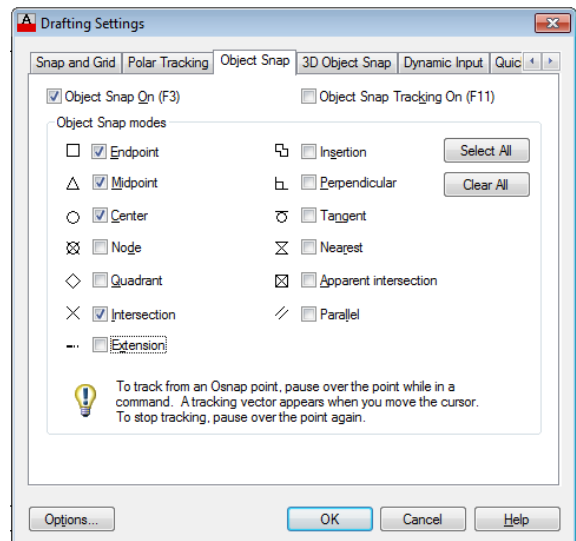 Drafting Settings
Snap and Grid Polar Tracking Object Snap 3D Object Snap Dynamic Input Quic
Object Snap On (F3) Object Snap Tracking On (F11)
Object Snap modes
Endpoint Insertion Select All
Midpoint Perpendicular Clear All
Center Tangent
Node Nearest
Quadrant Apparent intersection
Intersection Parallel
Extension
To track from an Osnap point, pause over the point while in a
command. A tracking vector appears when you move the cursor.
To stop tracking, pause over the point again.
Options... OK Cancel Help